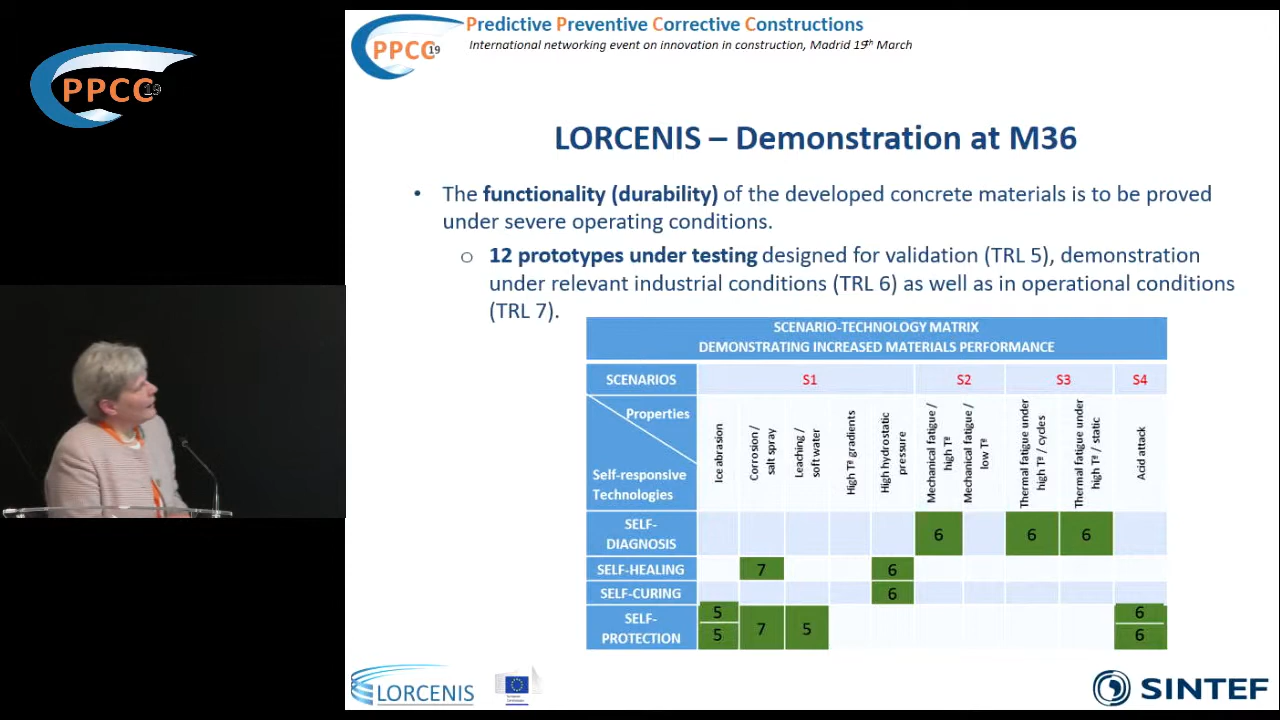 PPCC 19
PPCC 19
Predictive Preventive Corrective Constructions
International networking event on innovation in construction, Madrid 19th March
LORCENIS – Demonstration at M36
• The functionality (durability) of the developed concrete materials is to be proved
under severe operating conditions.
○ 12 prototypes under testing designed for validation (TRL 5), demonstration
under relevant industrial conditions (TRL 6) as well as in operational conditions
(TRL 7).
SCENARIO-TECHNOLOGY MATRIX
DEMONSTRATING INCREASED MATERIALS PERFORMANCE
SCENARIOS S1 S2 S3 S4
Properties
Self-responsive
Technologies
Ice abrasion
Corrosion /
salt spray
Leaching /
soft water
High Tª gradients
High hydrostatic
pressure
Mechanical fatigue /
high Tª
Mechanical fatigue /
low Tª
Thermal fatigue under
high Tª / cycles
Thermal fatigue under
high Tª / static
Acid attack
SELF-
DIAGNOSIS 6 6 6
SELF-HEALING 7 6
SELF-CURING 6
SELF-
PROTECTION 5 5 7 5 6 6
LORCENIS
SINTEF